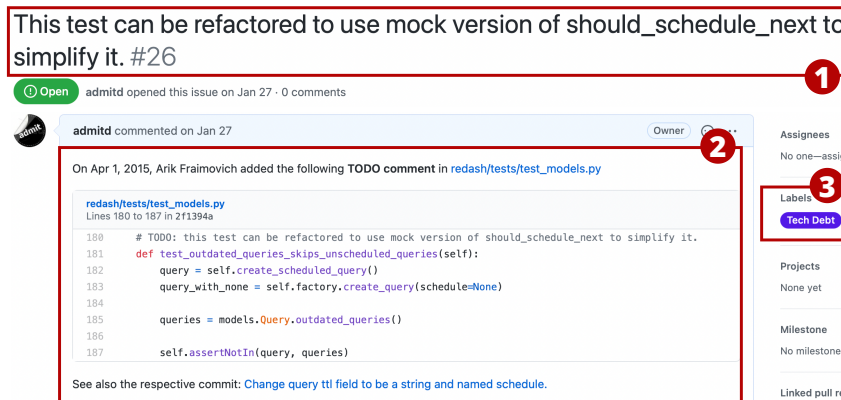 This test can be refactored to use mock version of should_schedule_next to
simplify it. #26
1
Open admitd opened this issue on Jan 27 · 0 comments
admit
admitd commented on Jan 27
Owner
2
On Apr 1, 2015, Arik Fraimovich added the following TODO comment in redash/tests/test_models.py
redash/tests/test_models.py
Lines 180 to 187 in 2f1394a
180 # TODO: this test can be refactored to use mock version of should_schedule_next to simplify it.
181 def test_outdated_queries_skips_unscheduled_queries(self):
182 query = self.create_scheduled_query()
183 query_with_none = self.factory.create_query(schedule=None)
184
185 queries = models.Query.outdated_queries()
186
187 self.assertNotIn(query, queries)
See also the respective commit: Change query ttl field to be a string and named schedule.
Assignees
No one—assi
3
Labels
Tech Debt
Projects
None yet
Milestone
No milestone
Linked pull r